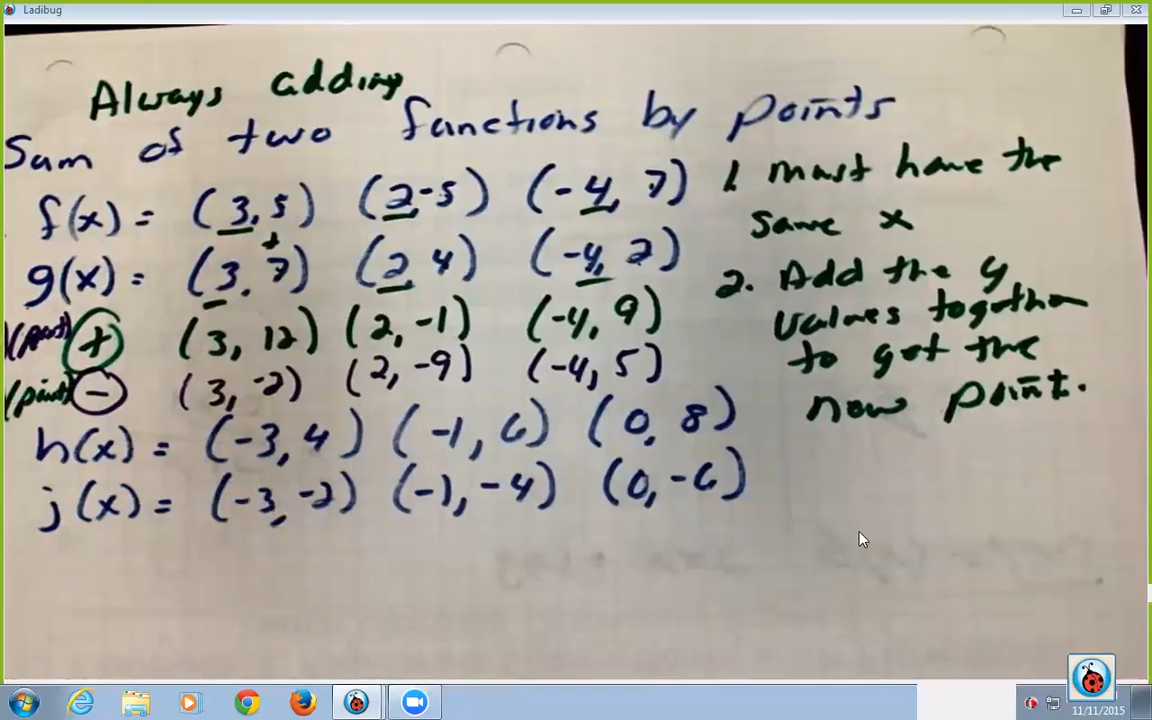 Ladibug
Always adding
Sum of two functions by points
f(x) = (3, 5) (2, -5) (-4, 7)
g(x) = (3, 7) (2, 4) (-4, 2)
+
(+) (3, 12) (2, -1) (-4, 9)
(point) (-) (3, -2) (2, -9) (-4, 5)
h(x) = (-3, 4) (-1, 6) (0, 8)
j(x) = (-3, -2) (-1, -4) (0, -6)
1. must have the
same x
2. Add the y
values together
to get the
new point.
11/11/2015